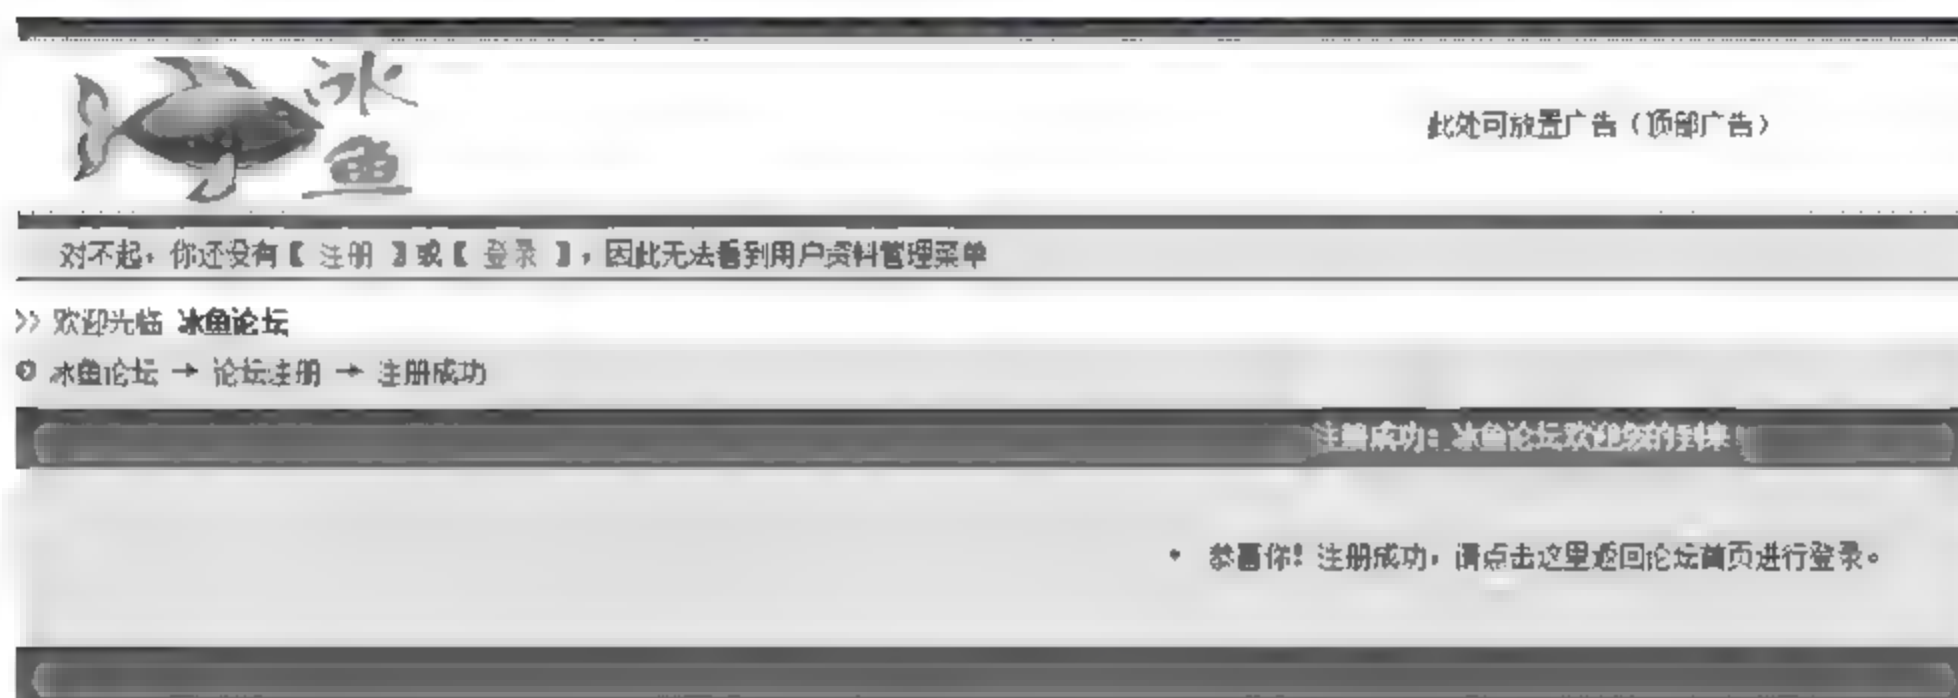 冰
鱼
此处可放置广告（顶部广告）
对不起，你还没有【 注册 】或【 登录 】，因此无法看到用户资料管理菜单
>> 欢迎光临 冰鱼论坛
冰鱼论坛 → 论坛注册 → 注册成功
注册成功：冰鱼论坛欢迎您的到来
• 恭喜你！注册成功，请点击这里返回论坛首页进行登录。